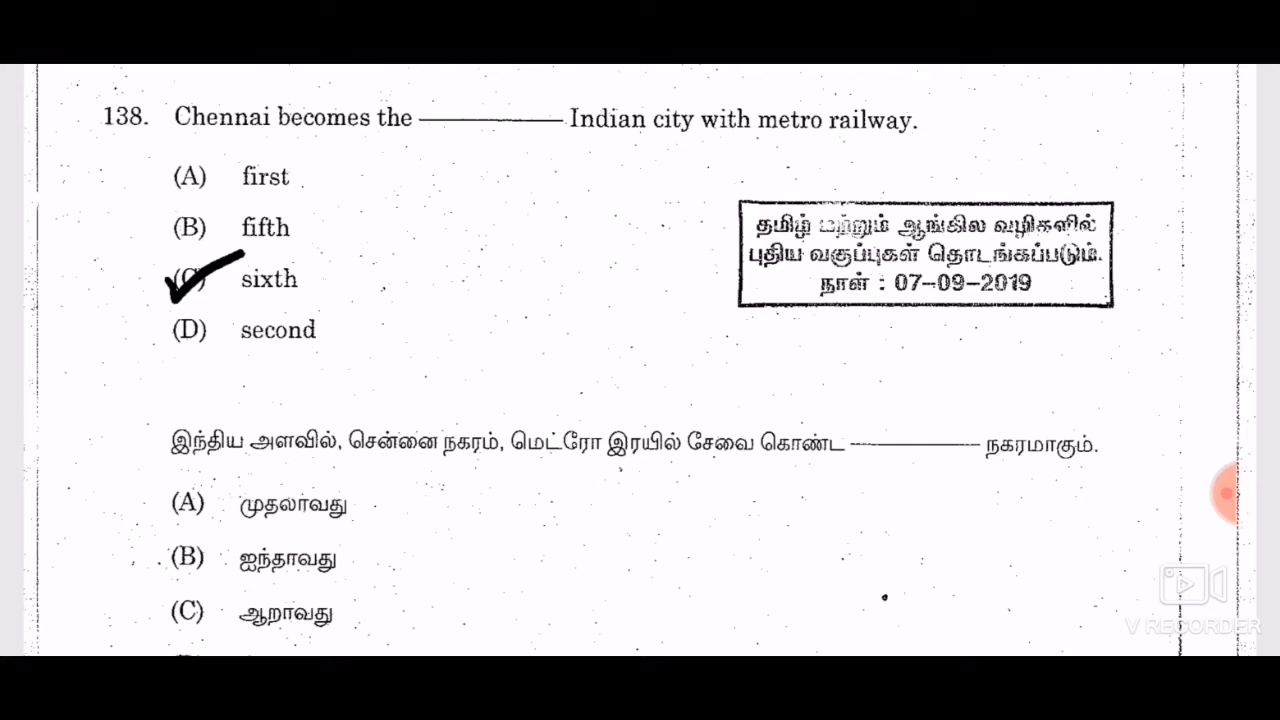 138. Chennai becomes the ———— Indian city with metro railway.
(A) first
(B) fifth
(C) sixth
(D) second
தமிழ் மற்றும் ஆங்கில வழிகளில்
புதிய வகுப்புகள் தொடங்கப்படும்.
நாள் : 07–09–2019
இந்திய அளவில், சென்னை நகரம், மெட்ரோ இரயில் சேவை கொண்ட ———— நகரமாகும்.
(A) முதலாவது
(B) ஐந்தாவது
(C) ஆறாவது
V RECORDER